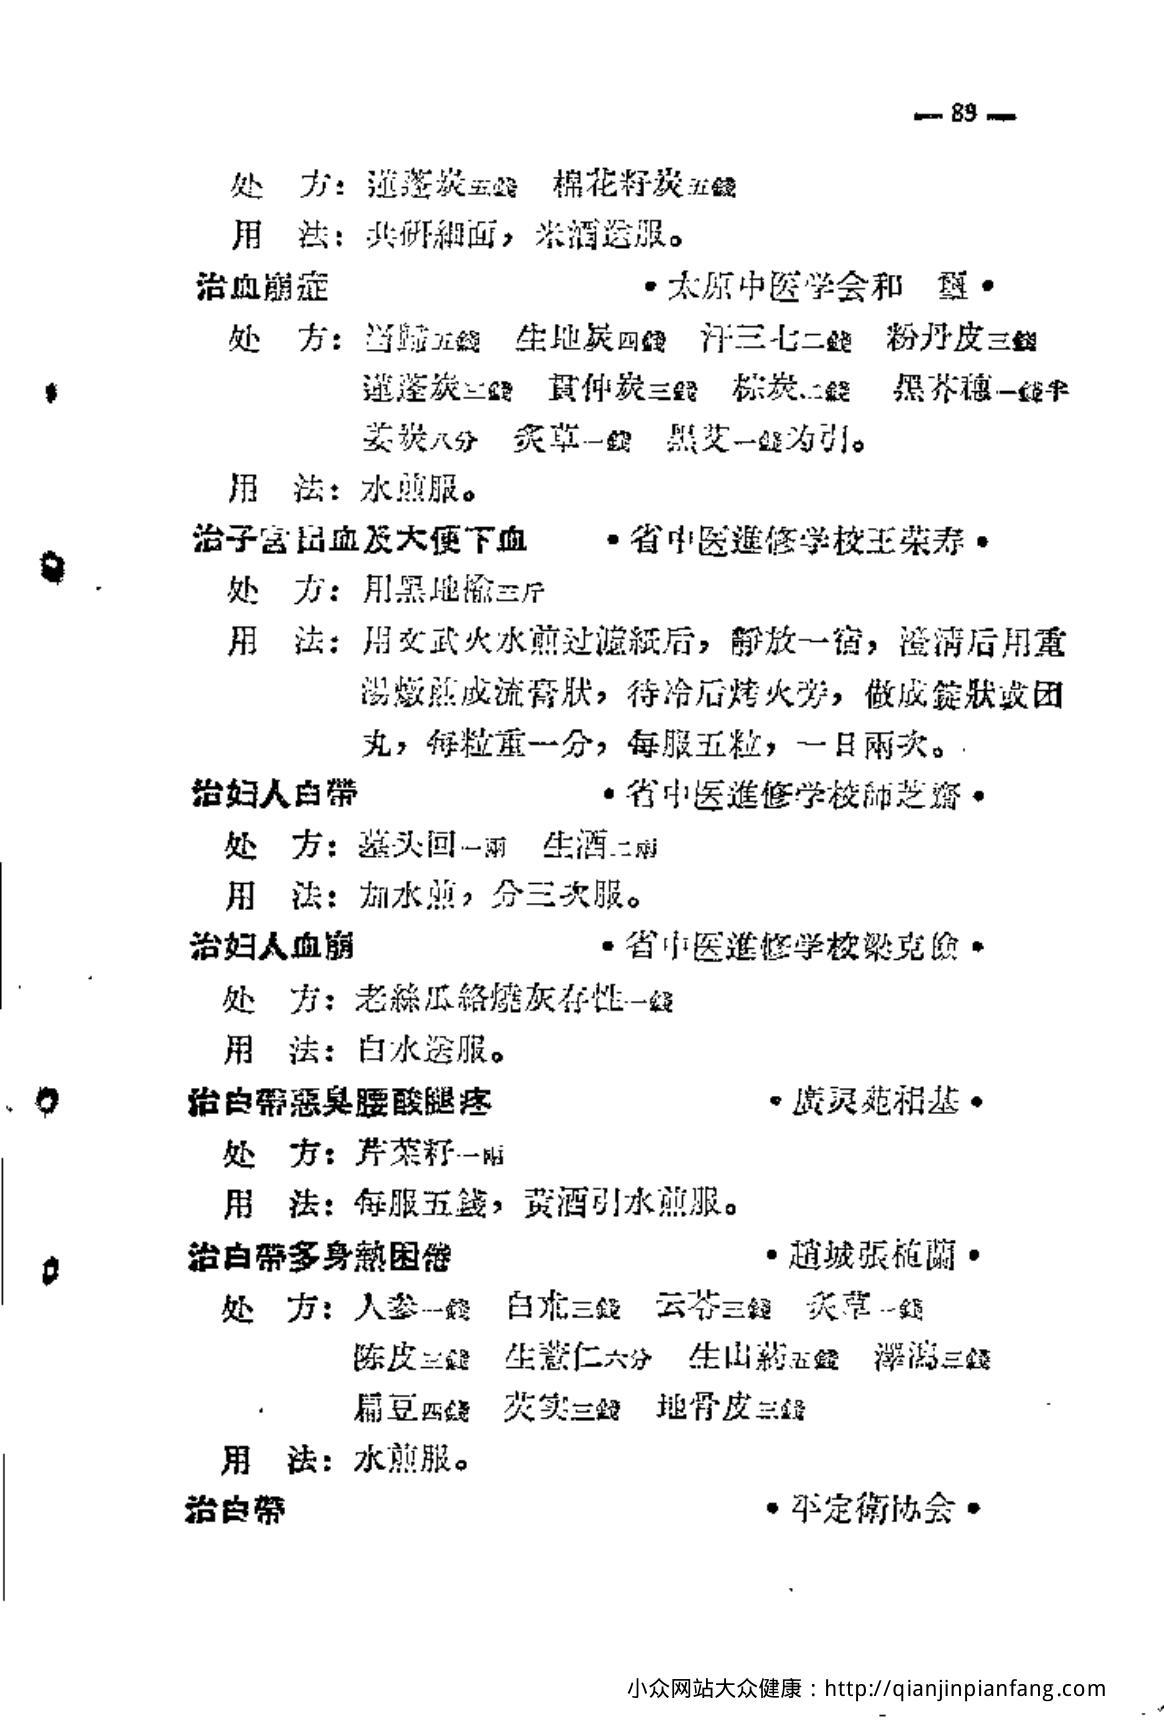 — 89 —
处　方：莲蓬炭五錢　棉花籽炭五錢
用　法：共研細面，米酒送服。
治血崩症　•太原中医学会和　•
处　方：当歸五錢　生地炭四錢　汗三七二錢　粉丹皮三錢
莲蓬炭三錢　貫仲炭三錢　棕炭二錢　黑芥穗一錢半
姜炭八分　炙草一錢　黑艾一錢为引。
用　法：水煎服。
治子宮出血及大便下血　•省中医進修学校王荣寿•
处　方：用黑地榆三斤
用　法：用文武火水煎过濾紙后，靜放一宿，澄清后用重
湯燉熬成流膏狀，待冷后烤火旁，做成錠狀或团
丸，每粒重一分，每服五粒，一日兩次。
治妇人白帶　•省中医進修学校師芝齋•
处　方：墓头回一兩　生酒二兩
用　法：加水煎，分三次服。
治妇人血崩　•省中医進修学校梁克儉•
处　方：老絲瓜絡燒灰存性一錢
用　法：白水送服。
治白帶惡臭腰酸腿疼　•廣灵苑相基•
处　方：芹菜籽一兩
用　法：每服五錢，黄酒引水煎服。
治白帶多身熱困倦　•趙城張植蘭•
处　方：人参一錢　白朮三錢　云苓三錢　炙草一錢
陈皮三錢　生薏仁六分　生山葯五錢　澤瀉三錢
扁豆四錢　芡实三錢　地骨皮三錢
用　法：水煎服。
治白帶　•平定衛协会•
小众网站大众健康：http://qianjinpianfang.com